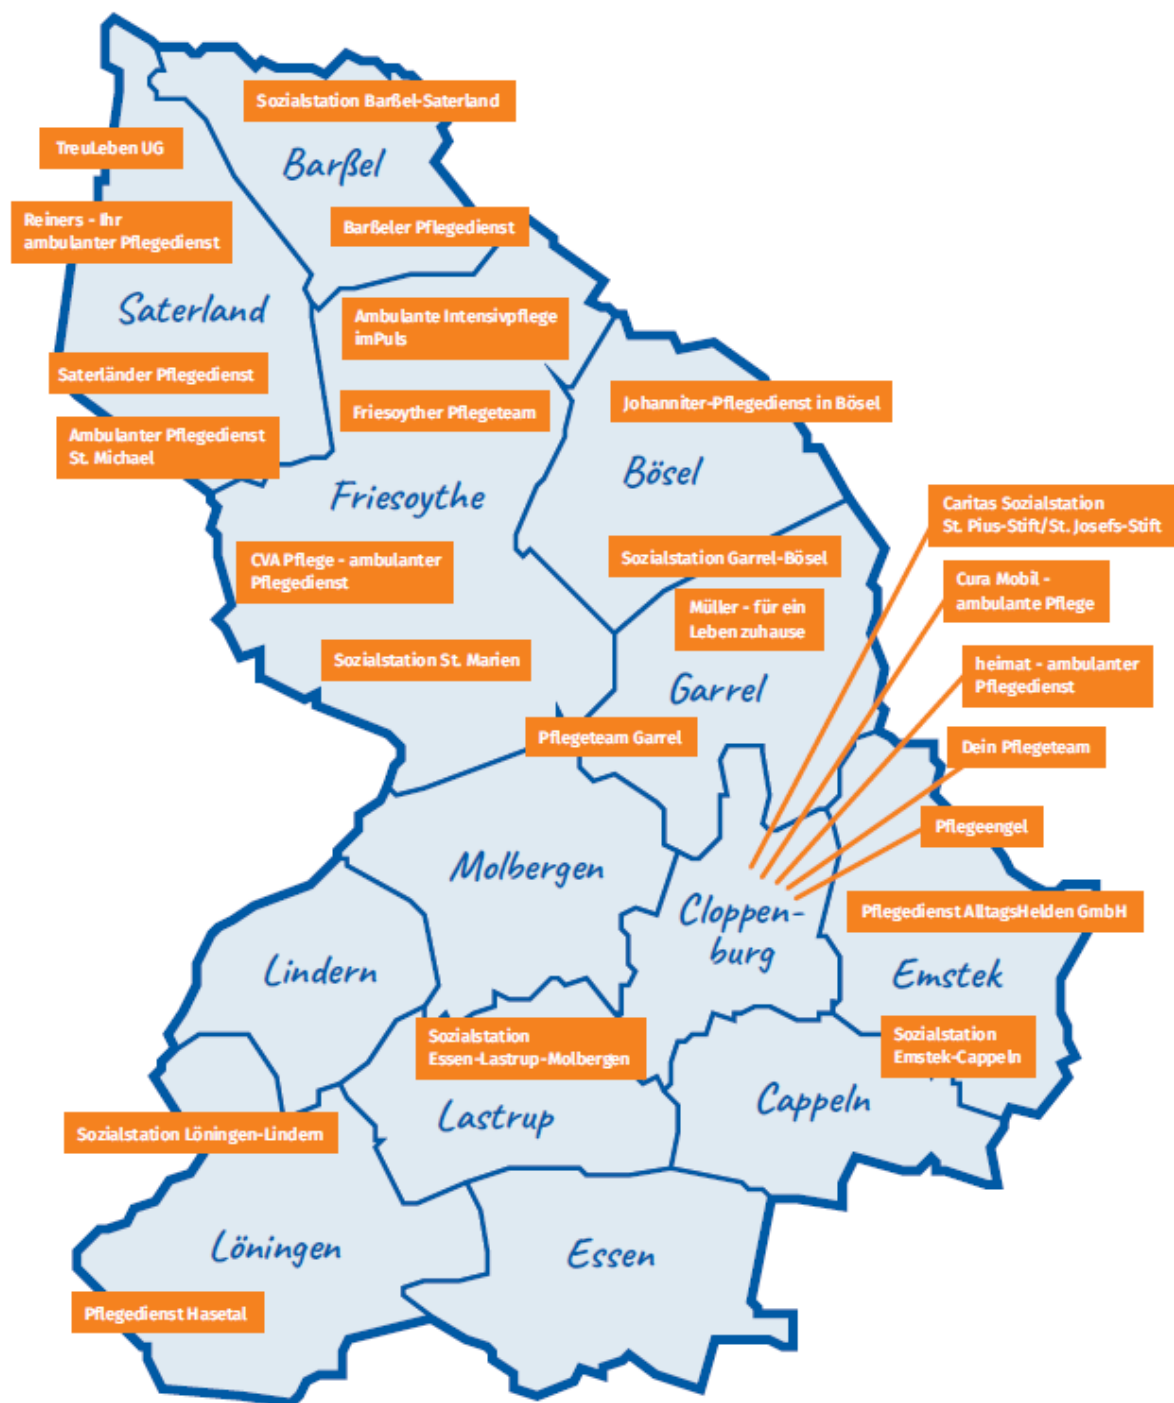 Sozialstation Barßel-Saterland
TreuLeben UG
Barßel
Reiners - Ihr
ambulanter Pflegedienst
Barßeler Pflegedienst
Saterland
Ambulante Intensivpflege
imPuls
Saterländer Pflegedienst
Friesoyther Pflegeteam
Johanniter-Pflegedienst in Bösel
Ambulanter Pflegedienst
St. Michael
Bösel
Friesoythe
Caritas Sozialstation
St. Pius-Stift/St. Josefs-Stift
CVA Pflege - ambulanter
Pflegedienst
Sozialstation Garrel-Bösel
Cura Mobil -
ambulante Pflege
Müller - für ein
Leben zuhause
Sozialstation St. Marien
heimat - ambulanter
Pflegedienst
Garrel
Pflegeteam Garrel
Dein Pflegeteam
Pflegeengel
Molbergen
Cloppen-
burg
Pflegedienst AlltagsHelden GmbH
Lindern
Emstek
Sozialstation
Essen-Lastrup-Molbergen
Sozialstation
Emstek-Cappeln
Cappeln
Lastrup
Sozialstation Löningen-Lindern
Löningen
Essen
Pflegedienst Hasetal